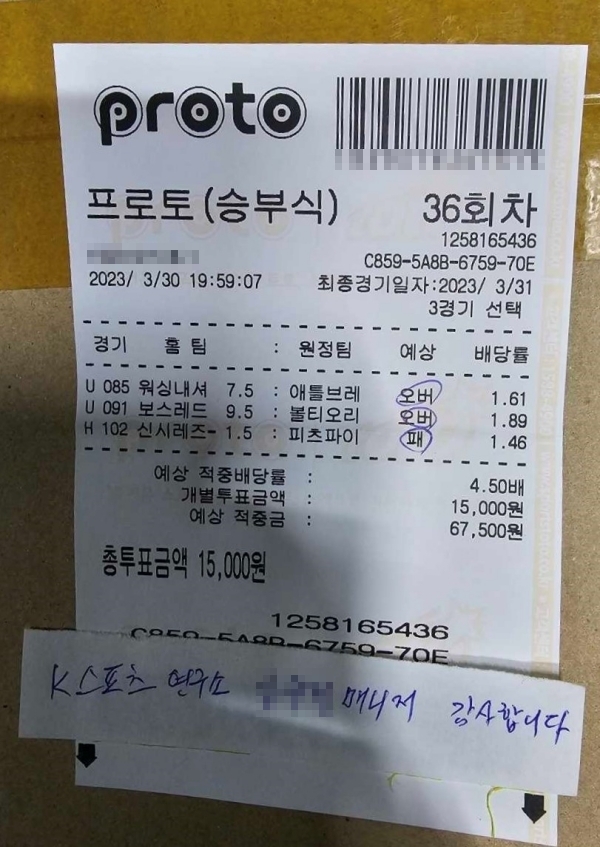 proto
프로토(승부식) 36회차
1258165436
C859-5A8B-6759-70E
2023/ 3/30 19:59:07 최종경기일자:2023/ 3/31
3경기 선택
경기 홈 팀 : 원정팀 예상 배당률
U 085 워싱내셔 7.5 : 애틀브레 오버 1.61
U 091 보스레드 9.5 : 볼티오리 오버 1.89
H 102 신시레즈- 1.5 : 피츠파이 패 1.46
예상 적중배당률 : 4.50배
개별투표금액 : 15,000원
예상 적중금 : 67,500원
총투표금액 15,000원
1258165436
C859-5A8B-6759-70E
K스포츠 연구소 매니저 감사합니다